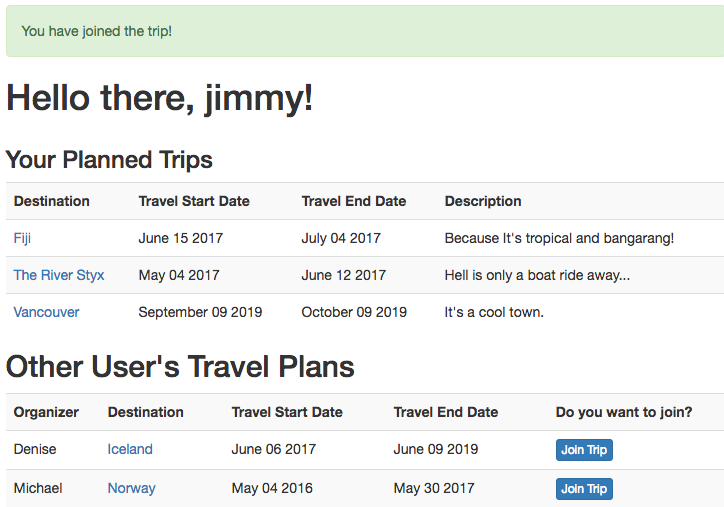 You have joined the trip!
Hello there, jimmy!
Your Planned Trips
Destination Travel Start Date Travel End Date Description
Fiji June 15 2017 July 04 2017 Because It's tropical and bangarang!
The River Styx May 04 2017 June 12 2017 Hell is only a boat ride away...
Vancouver September 09 2019 October 09 2019 It's a cool town.
Other User's Travel Plans
Organizer Destination Travel Start Date Travel End Date Do you want to join?
Denise Iceland June 06 2017 June 09 2019 Join Trip
Michael Norway May 04 2016 May 30 2017 Join Trip